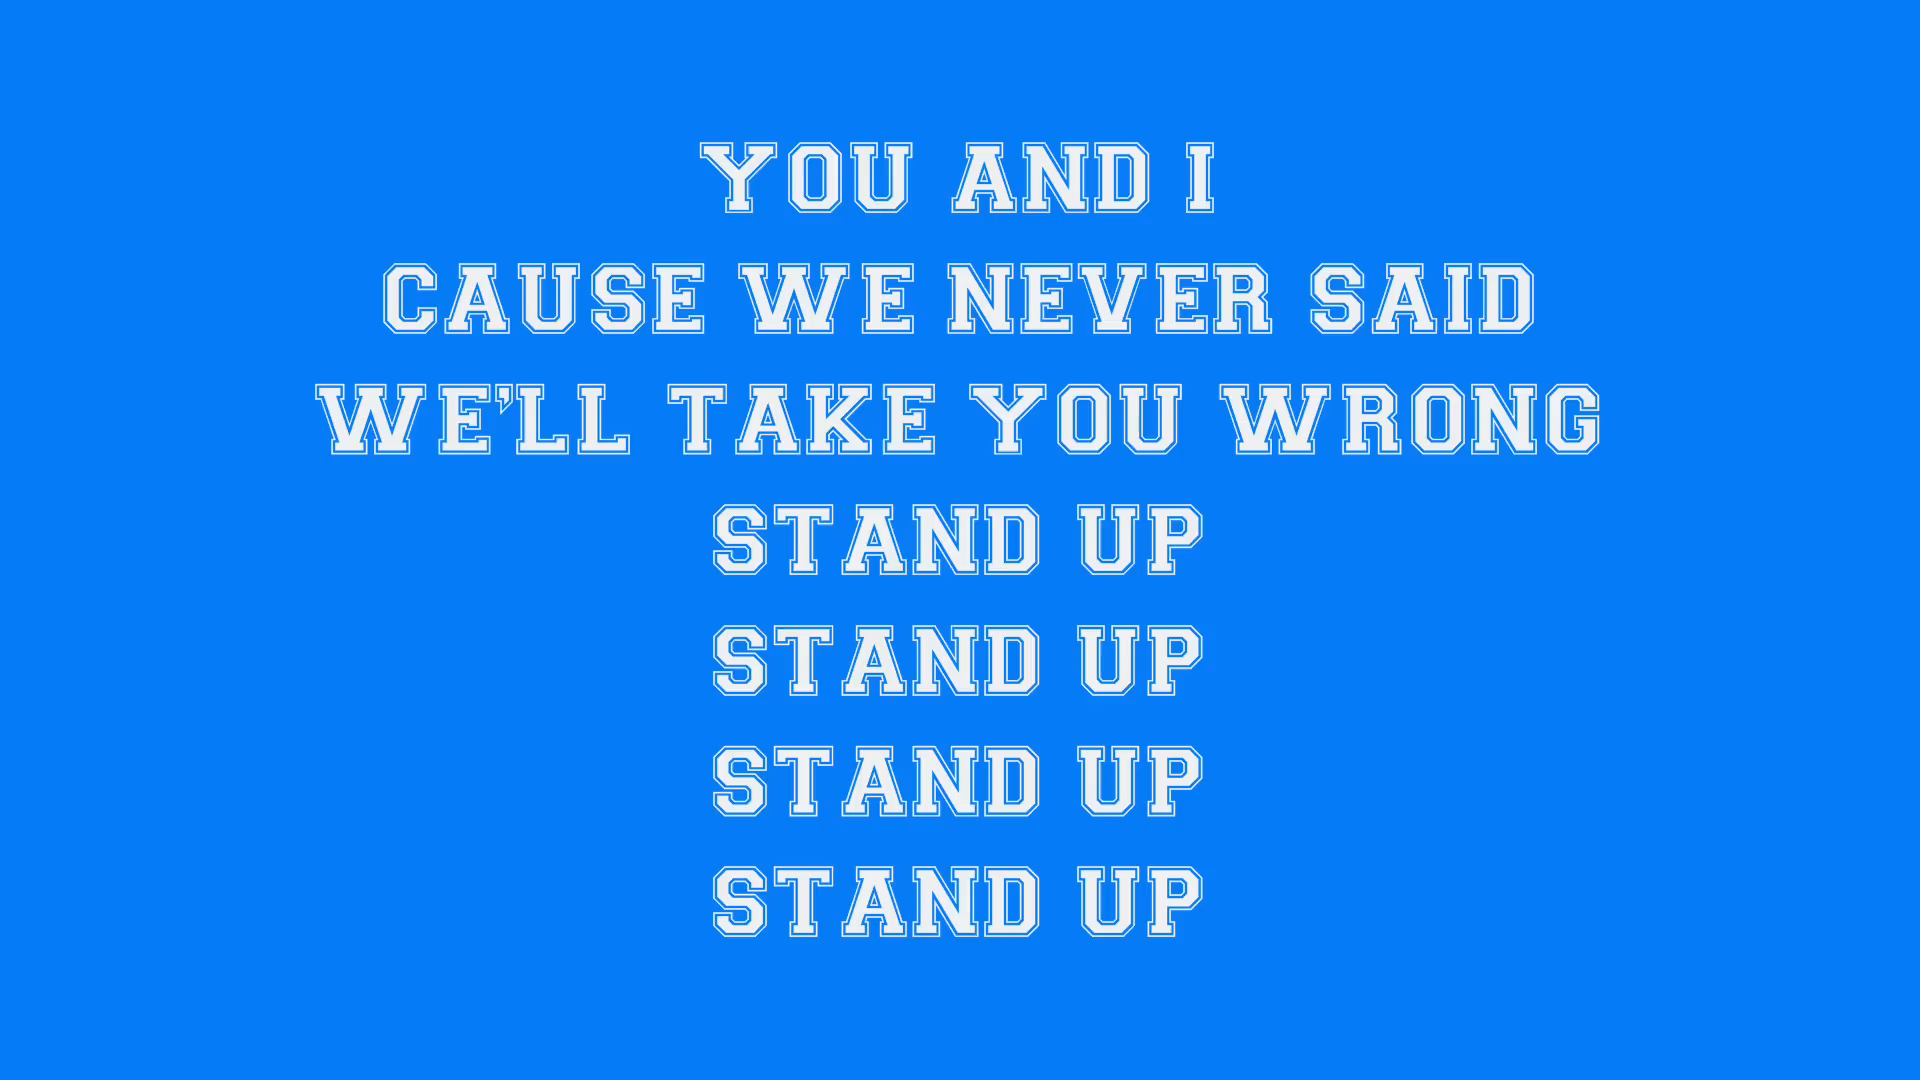 YOU AND I
CAUSE WE NEVER SAID
WE'LL TAKE YOU WRONG
STAND UP
STAND UP
STAND UP
STAND UP